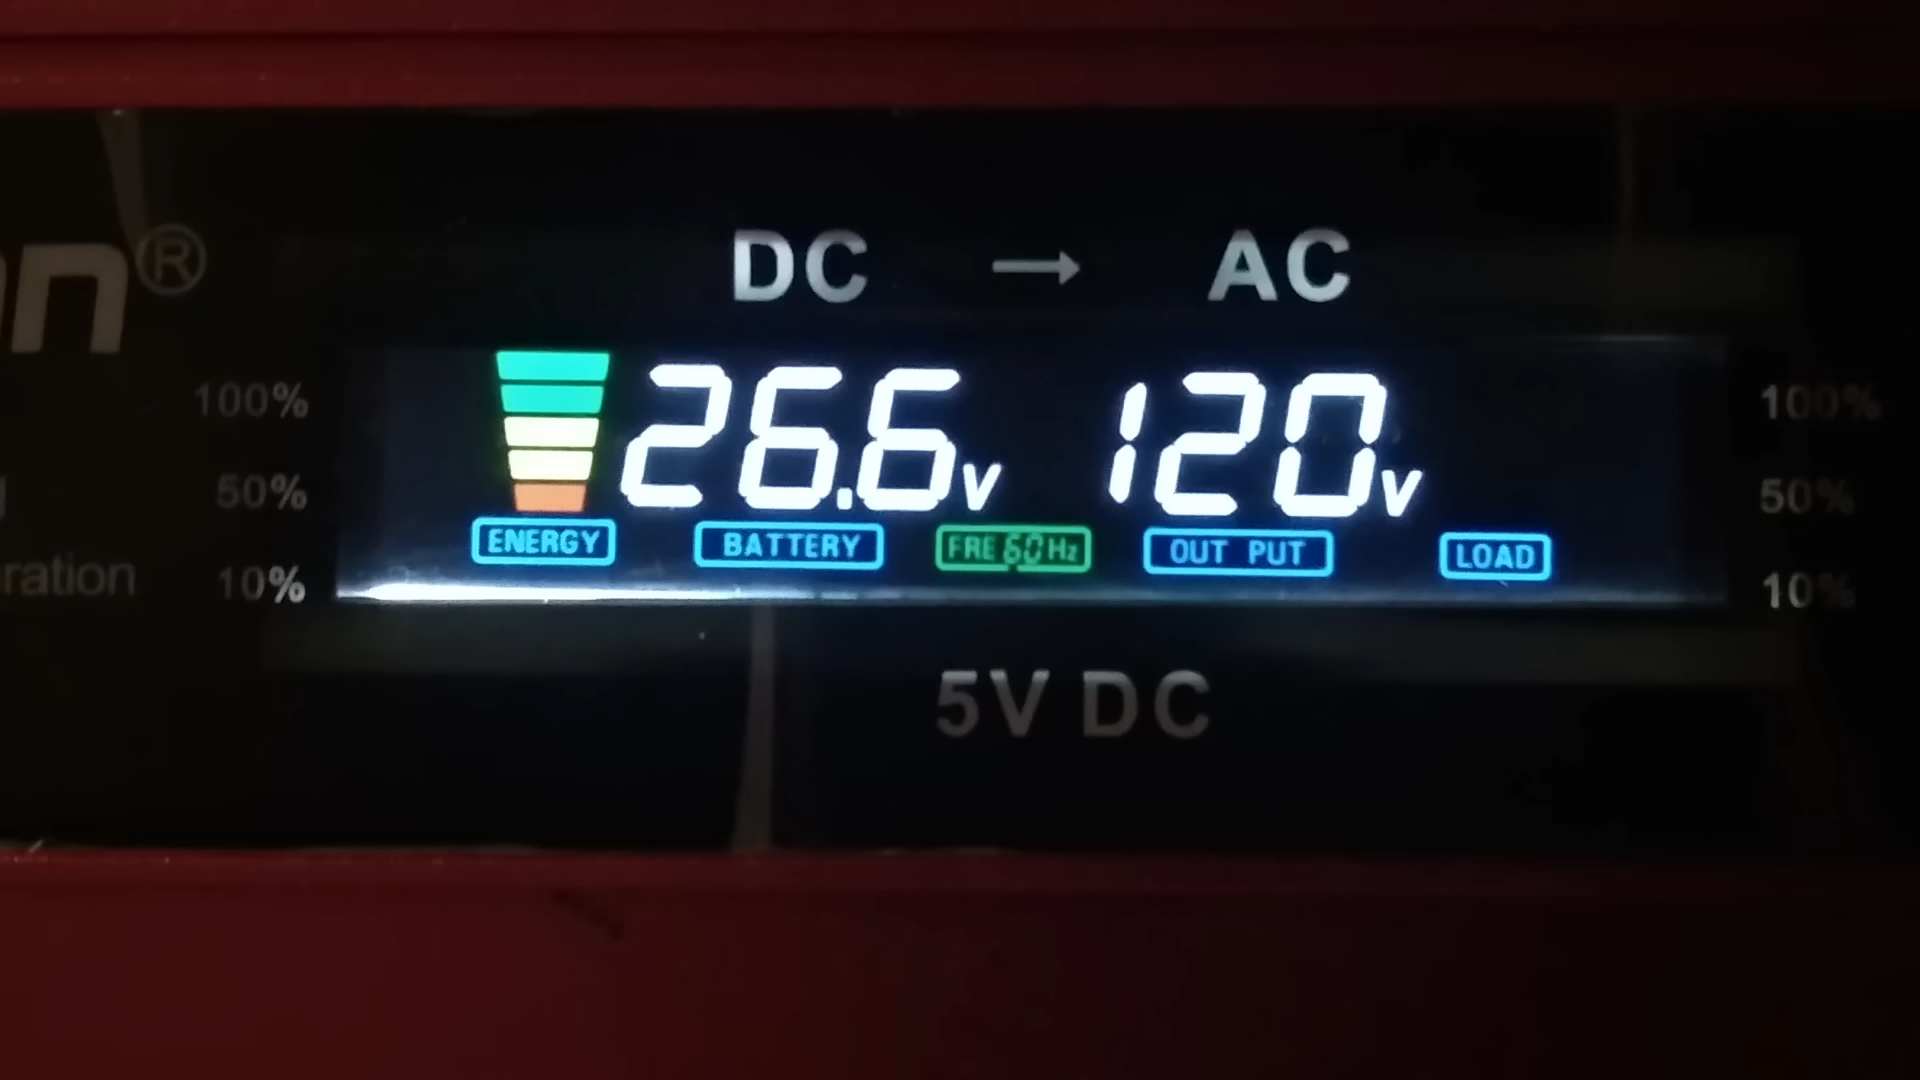 DC → AC
n®
100% 26.6v 120v 100%
50% 50%
ENERGY BATTERY FRE 60Hz OUT PUT LOAD
ration 10% 10%
5V DC